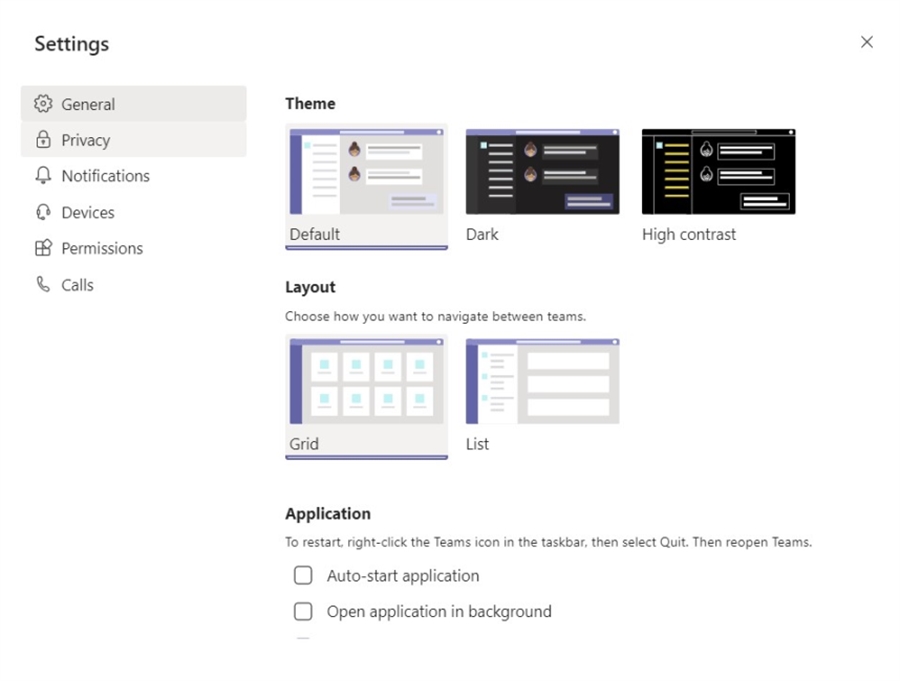 Settings
General
Privacy
Notifications
Devices
Permissions
Calls
Theme
Default
Dark
High contrast
Layout
Choose how you want to navigate between teams.
Grid
List
Application
To restart, right-click the Teams icon in the taskbar, then select Quit. Then reopen Teams.
Auto-start application
Open application in background